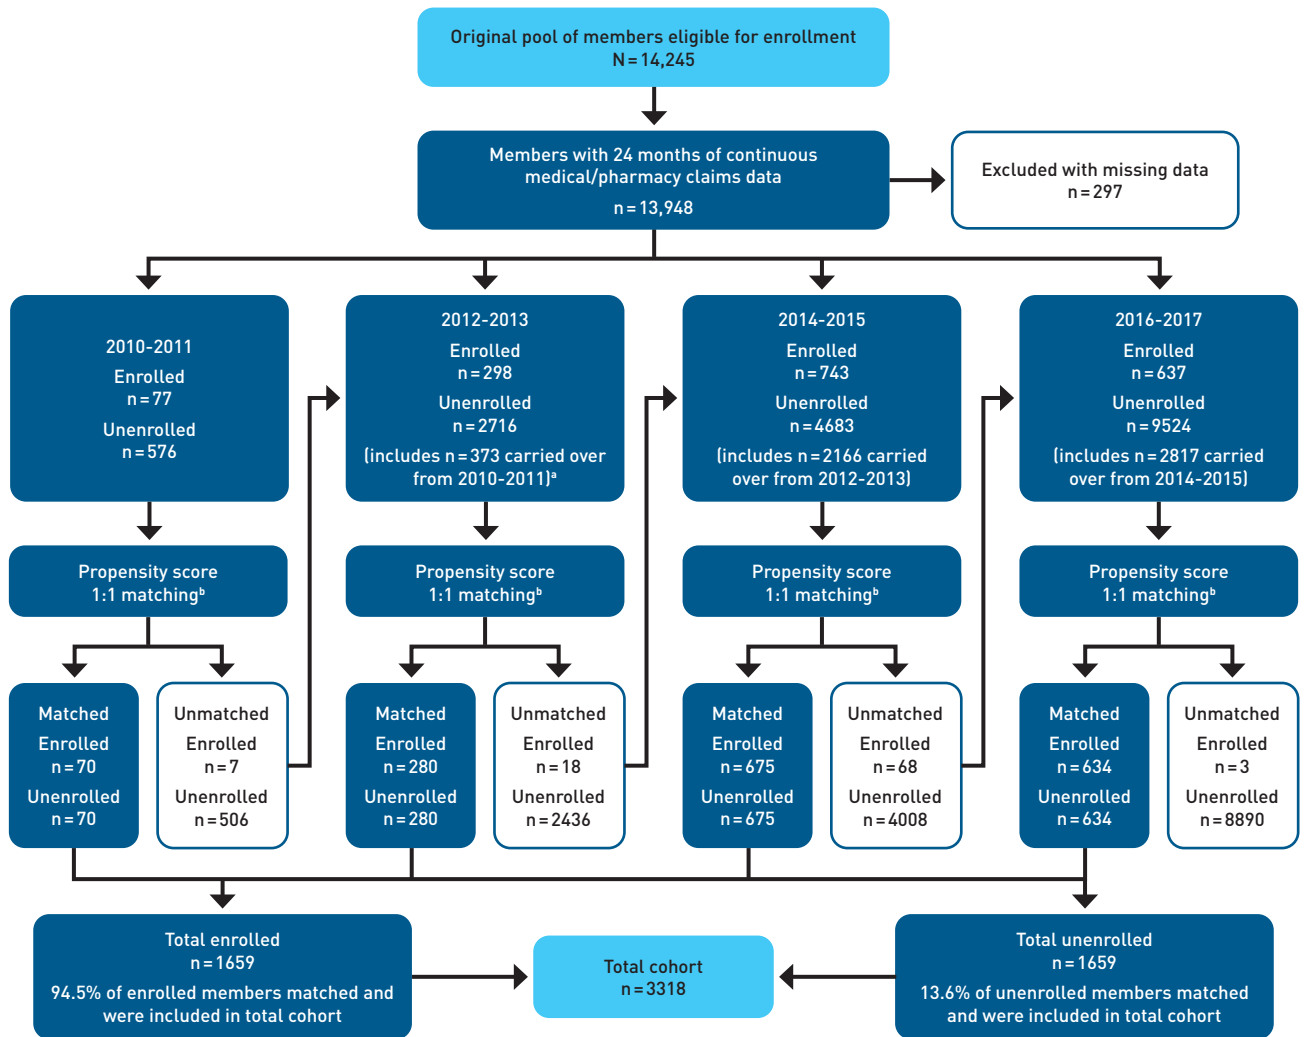 Original pool of members eligible for enrollment
N = 14,245
Members with 24 months of continuous
medical/pharmacy claims data
n = 13,948
Excluded with missing data
n = 297
2010-2011
Enrolled
n = 77
Unenrolled
n = 576
2012-2013
Enrolled
n = 298
Unenrolled
n = 2716
(includes n = 373 carried over
from 2010-2011)ᵃ
2014-2015
Enrolled
n = 743
Unenrolled
n = 4683
(includes n = 2166 carried
over from 2012-2013)
2016-2017
Enrolled
n = 637
Unenrolled
n = 9524
(includes n = 2817 carried
over from 2014-2015)
Propensity score
1:1 matchingᵇ
Propensity score
1:1 matchingᵇ
Propensity score
1:1 matchingᵇ
Propensity score
1:1 matchingᵇ
Matched
Enrolled
n = 70
Unenrolled
n = 70
Unmatched
Enrolled
n = 7
Unenrolled
n = 506
Matched
Enrolled
n = 280
Unenrolled
n = 280
Unmatched
Enrolled
n = 18
Unenrolled
n = 2436
Matched
Enrolled
n = 675
Unenrolled
n = 675
Unmatched
Enrolled
n = 68
Unenrolled
n = 4008
Matched
Enrolled
n = 634
Unenrolled
n = 634
Unmatched
Enrolled
n = 3
Unenrolled
n = 8890
Total enrolled
n = 1659
94.5% of enrolled members matched and
were included in total cohort
Total cohort
n = 3318
Total unenrolled
n = 1659
13.6% of unenrolled members matched
and were included in total cohort